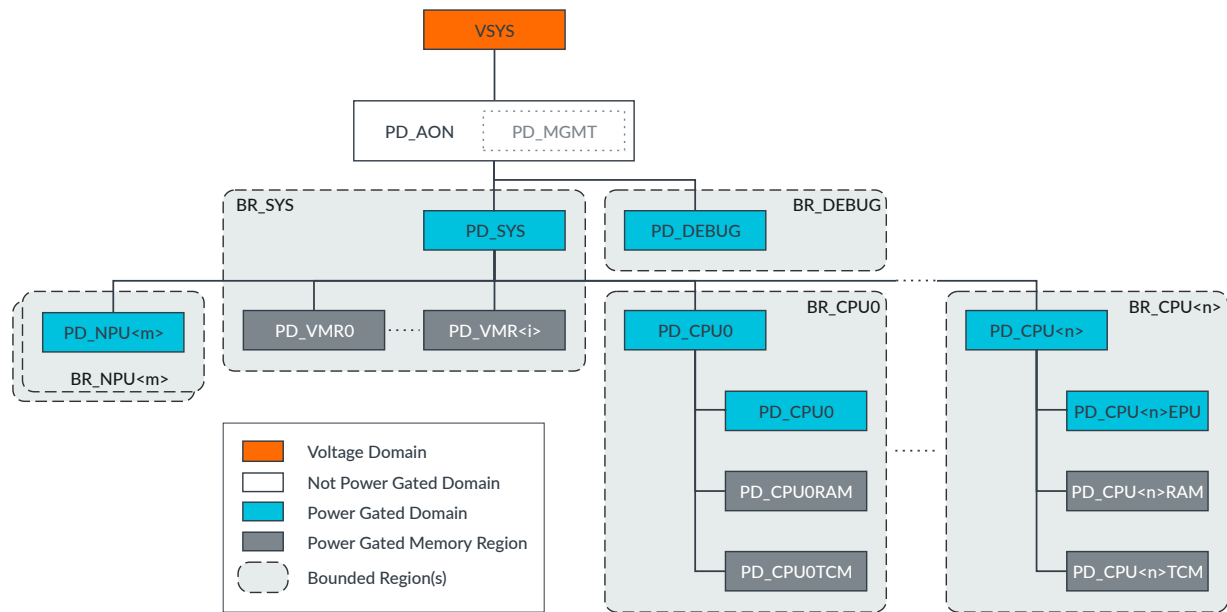 VSYS
PD_AON
PD_MGMT
BR_SYS
BR_DEBUG
PD_SYS
PD_DEBUG
BR_CPU0
BR_CPU<n>
PD_NPU<m>
PD_VMR0
PD_VMR<i>
PD_CPU0
PD_CPU<n>
BR_NPU<m>
PD_CPU0
PD_CPU<n>EPU
PD_CPU0RAM
PD_CPU<n>RAM
PD_CPU0TCM
PD_CPU<n>TCM
Voltage Domain
Not Power Gated Domain
Power Gated Domain
Power Gated Memory Region
Bounded Region(s)